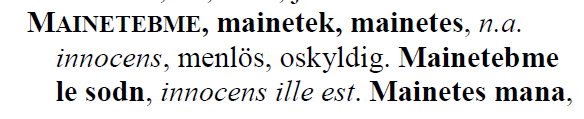 MAINETEBME, mainetek, mainetes, n.a.
innocens, menlös, oskyldig. Mainetebme
le sodn, innocens ille est. Mainetes mana,